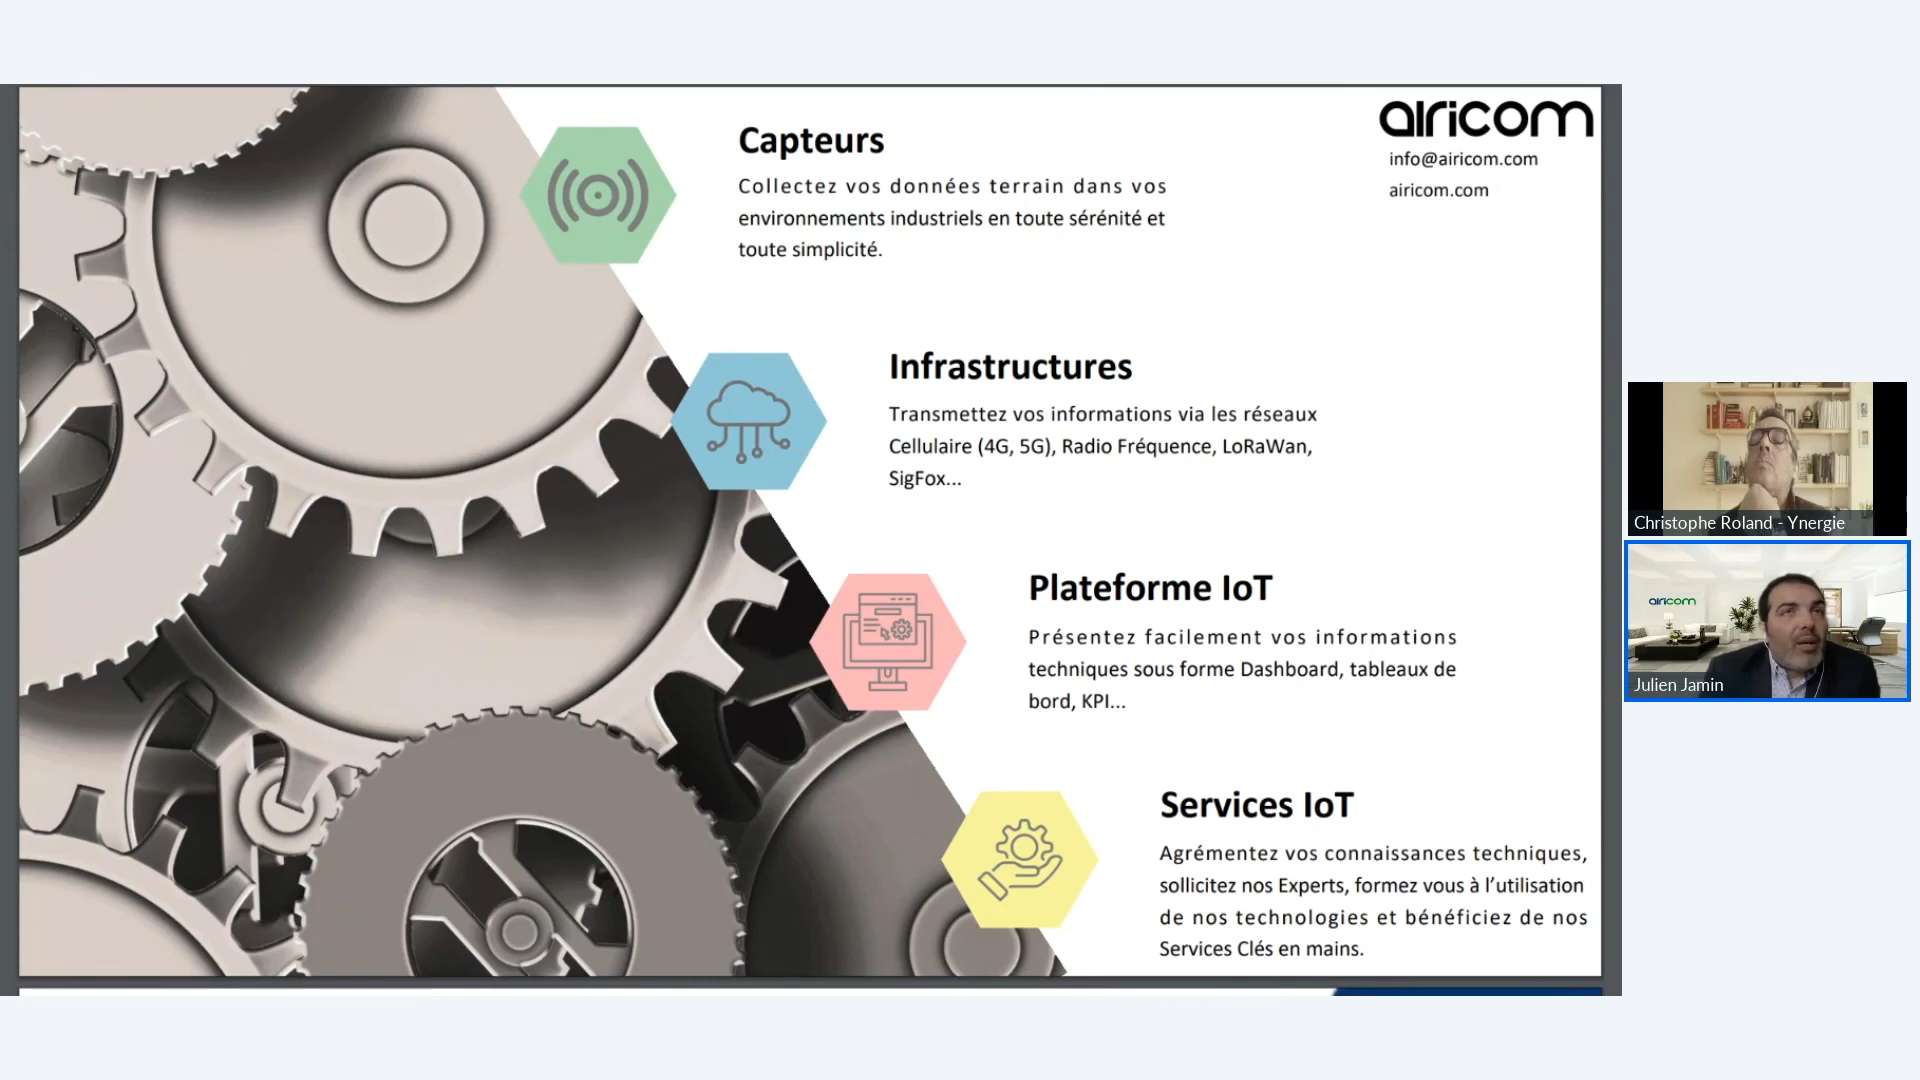 Capteurs
Collectez vos données terrain dans vos
environnements industriels en toute sérénité et
toute simplicité.
airicom
info@airicom.com
airicom.com
Infrastructures
Transmettez vos informations via les réseaux
Cellulaire (4G, 5G), Radio Fréquence, LoRaWan,
SigFox...
Plateforme IoT
Présentez facilement vos informations
techniques sous forme Dashboard, tableaux de
bord, KPI...
Services IoT
Agrémentez vos connaissances techniques,
sollicitez nos Experts, formez vous à l’utilisation
de nos technologies et bénéficiez de nos
Services Clés en mains.
Christophe Roland - Ynergie
airicom
Julien Jamin